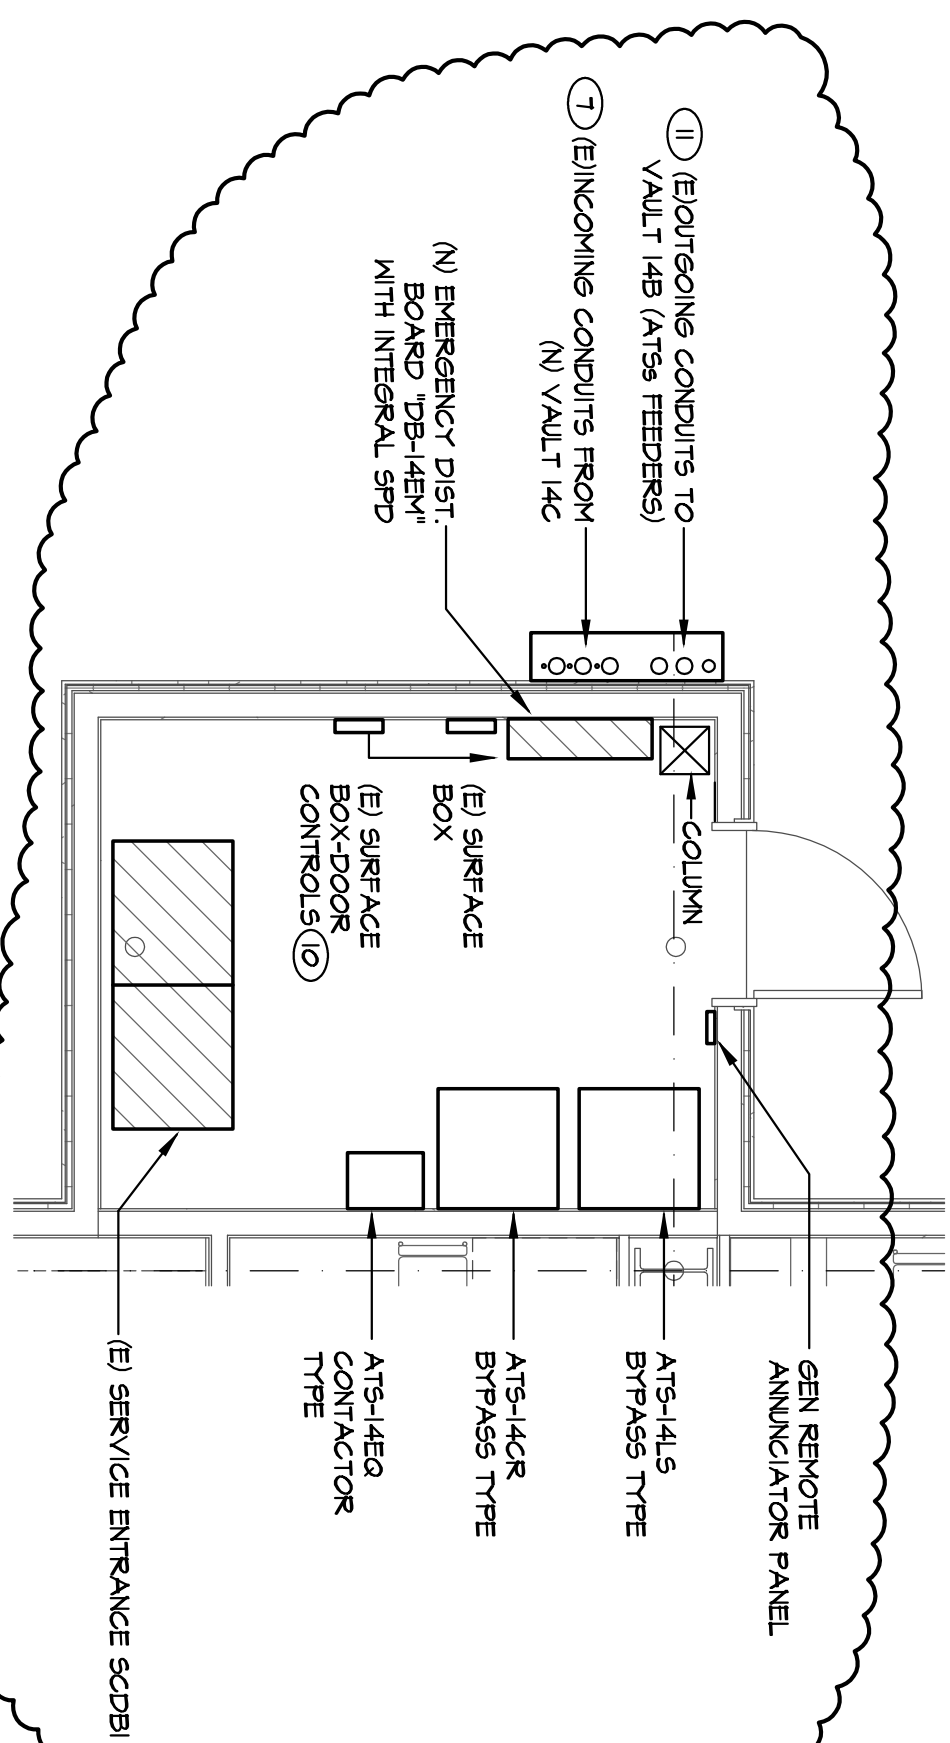 11 (E)OUTGOING CONDUITS TO
VAULT 14B (ATSs FEEDERS)
7 (E)INCOMING CONDUITS FROM
(N) VAULT 14C
(N) EMERGENCY DIST.
BOARD "DB-14EM"
WITH INTEGRAL SPD
COLUMN
(E) SURFACE
BOX
(E) SURFACE
BOX-DOOR
CONTROLS 10
GEN REMOTE
ANNUNCIATOR PANEL
ATS-14LS
BYPASS TYPE
ATS-14CR
BYPASS TYPE
ATS-14EQ
CONTACTOR
TYPE
(E) SERVICE ENTRANCE SCDB1